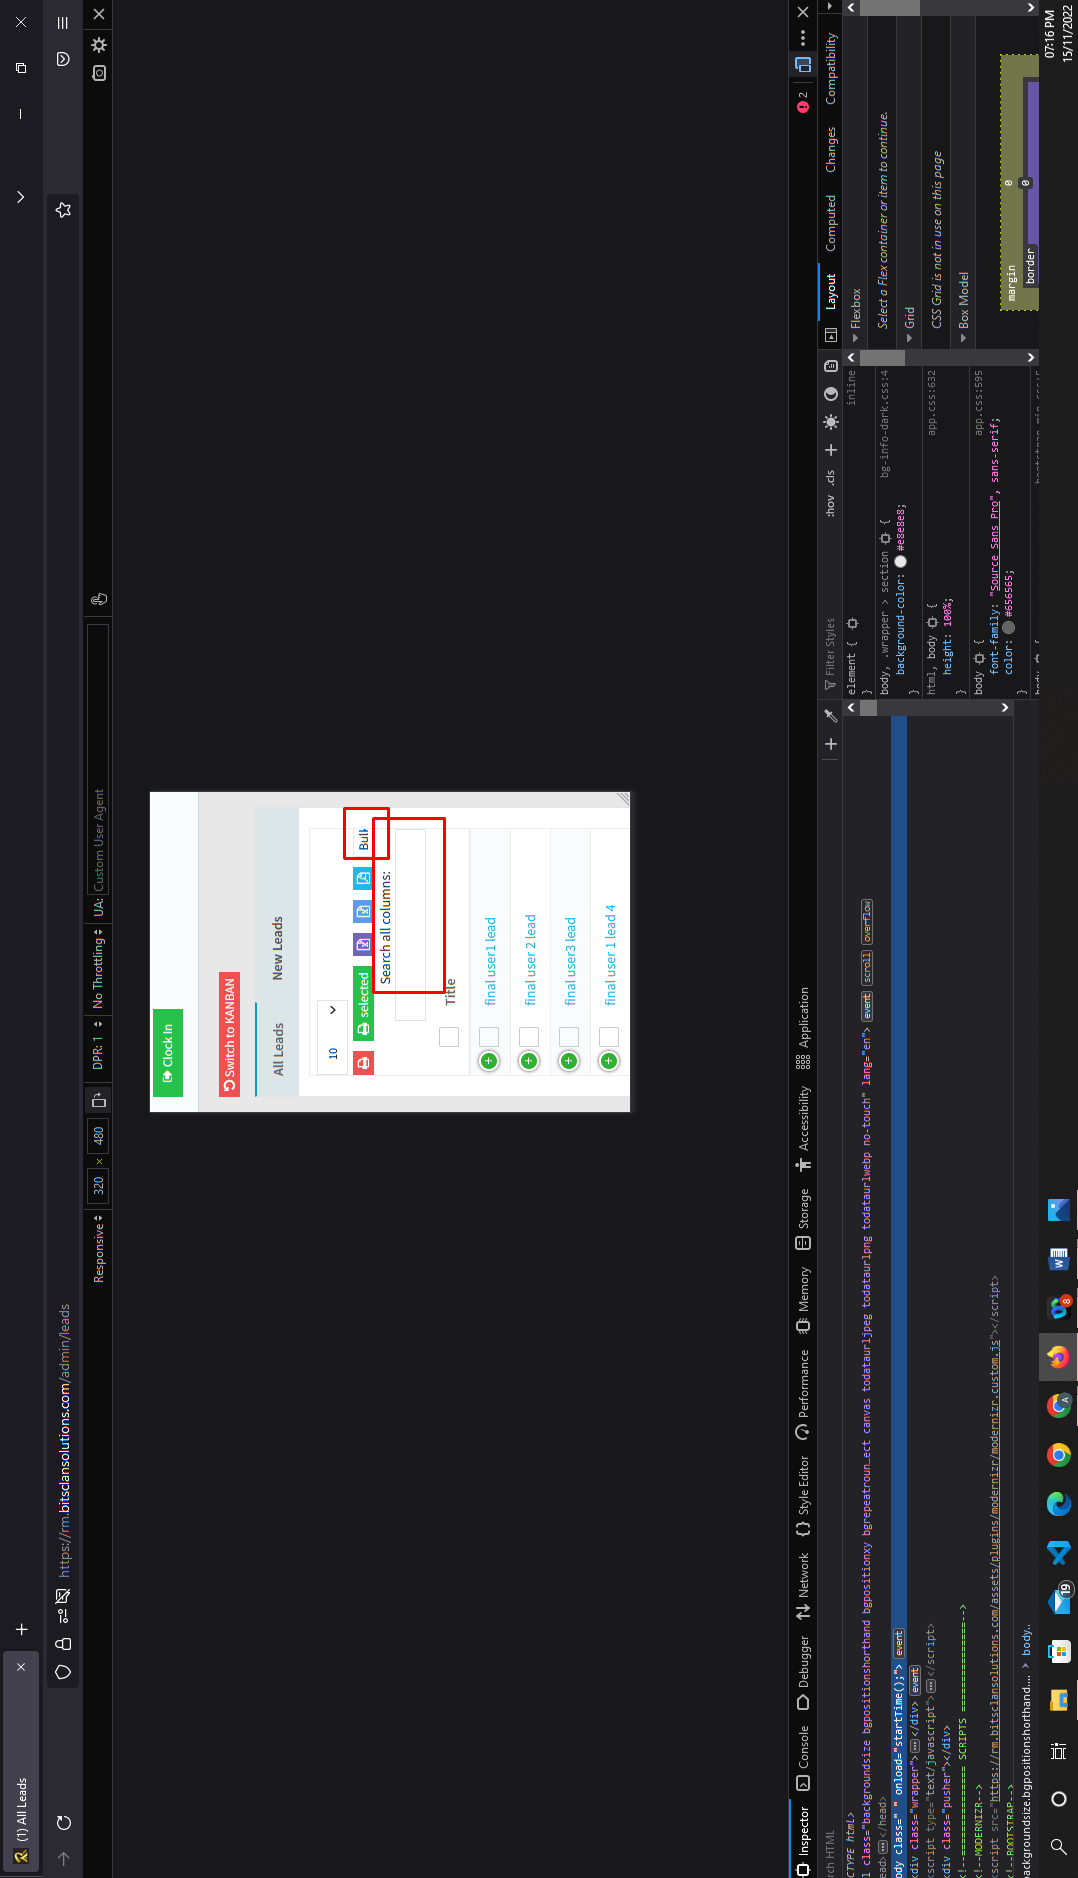 (1) All Leads
https://rm.bitsclansolutions.com/admin/leads
Responsive
320 × 480
DPR: 1
No Throttling
UA: Custom User Agent
Clock In
Switch to KANBAN
All Leads
New Leads
10
selected
Bulk
Search all columns:
Title
final user1 lead
final user 2 lead
final user3 lead
final user 1 lead 4
Inspector
Console
Debugger
Network
Style Editor
Performance
Memory
Storage
Accessibility
Application
2
rch HTML
CTYPE html>
l class="backgroundsize bgpositionshorthand bgpositionxy bgrepeatroun…ect canvas todataurljpeg todataurlpng todataurlwebp no-touch" lang="en"> event scroll overflow
ead> </head>
ody class=" " onload="startTime();"> event
<div class="wrapper"> </div> event
<script type="text/javascript"> </script>
<div class="pusher"></div>
<!--============= SCRIPTS =============-->
<!--MODERNIZR-->
<script src="https://rm.bitsclansolutions.com/assets/plugins/modernizr/modernizr.custom.js"></script>
<!--BOOTSTRAP-->
ackgroundsize.bgpositionshorthand.… > body..
Filter Styles
:hov .cls
element { inline
}
body, .wrapper > section { bg-info-dark.css:4
background-color: #e8e8e8;
}
html, body { app.css:632
height: 100%;
}
body { app.css:595
font-family: "Source Sans Pro", sans-serif;
color: #656565;
}
Layout
Computed
Changes
Compatibility
Flexbox
Select a Flex container or item to continue.
Grid
CSS Grid is not in use on this page
Box Model
margin
0
border
0
8
19
07:16 PM
15/11/2022